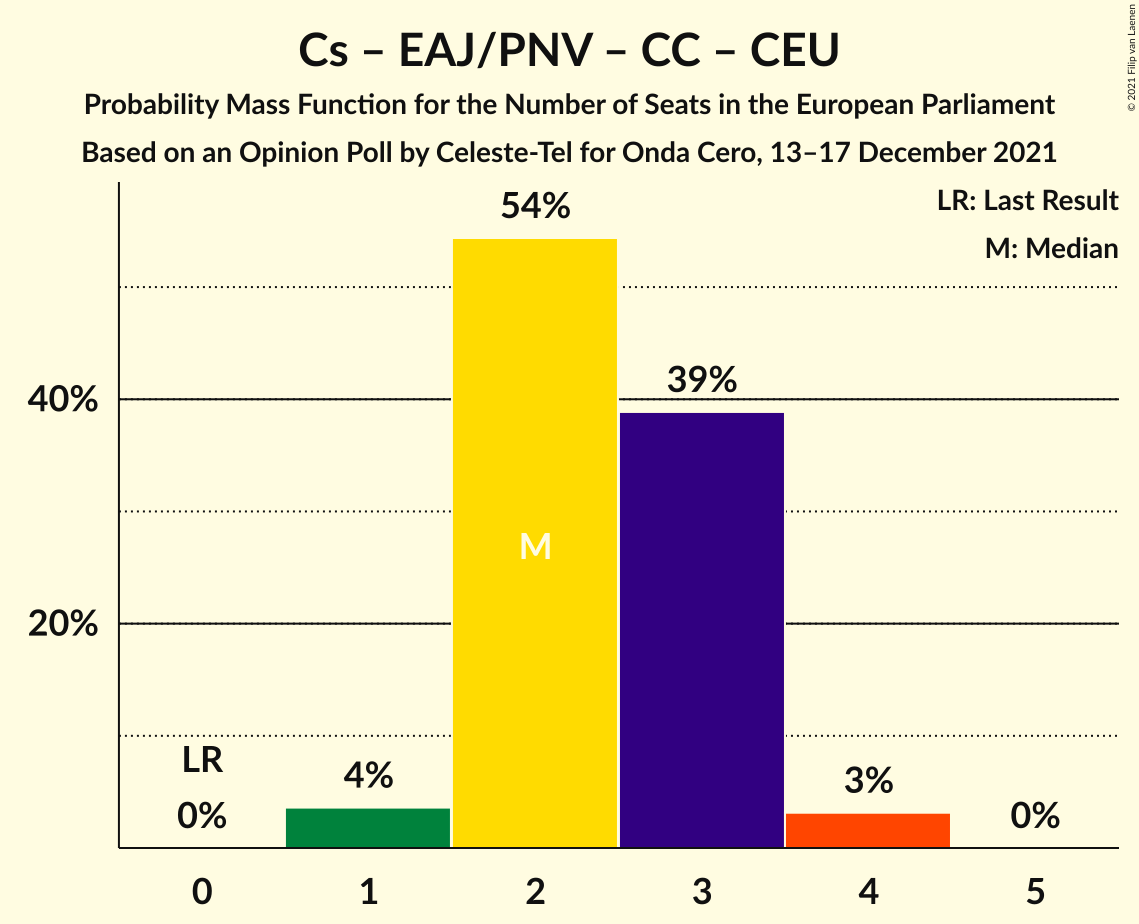 Cs – EAJ/PNV – CC – CEU
Probability Mass Function for the Number of Seats in the European Parliament
Based on an Opinion Poll by Celeste-Tel for Onda Cero, 13–17 December 2021
© 2021 Filip van Laenen
LR: Last Result
M: Median
54%
39%
40%
M
20%
LR
0%
4%
3%
0%
0 1 2 3 4 5